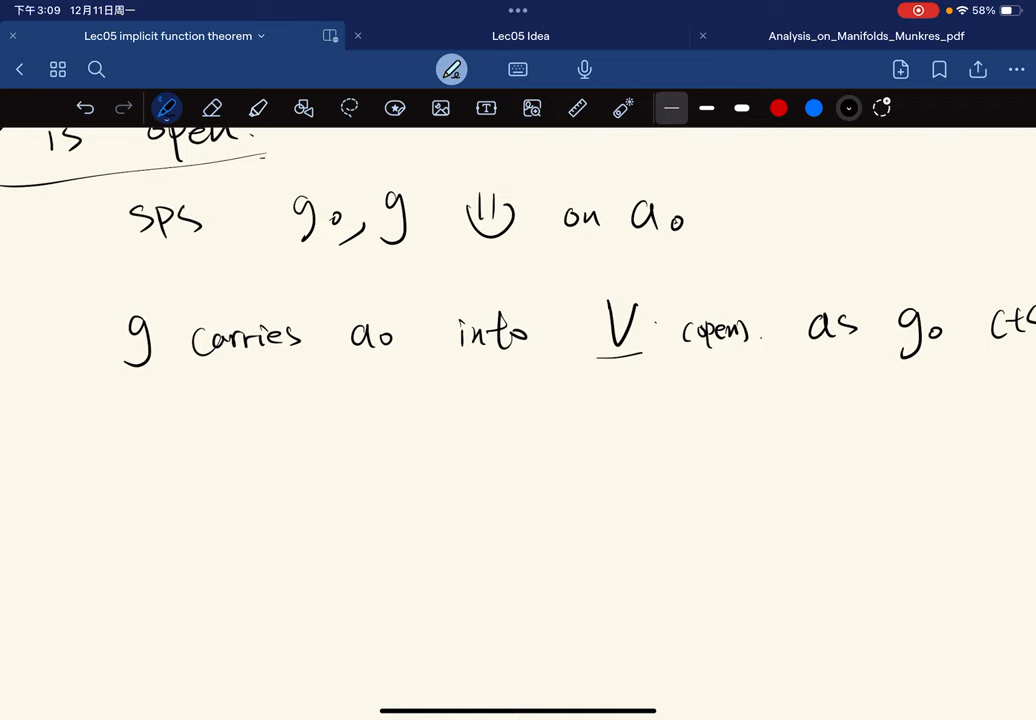 下午3:09 12月11日周一 58%
Lec05 implicit function theorem Lec05 Idea Analysis_on_Manifolds_Munkres_pdf
is open.
sps g₀, g on a₀
g carries a₀ into V (open). as g₀ cts